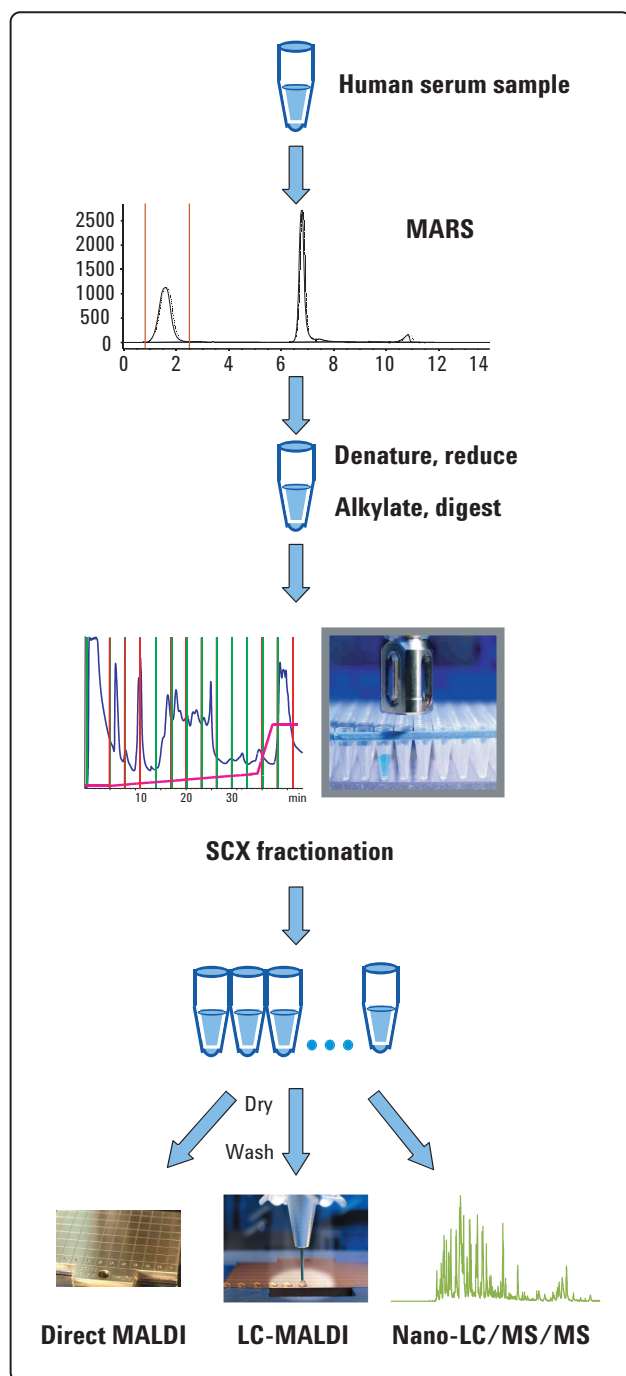 Human serum sample
MARS
2500
2000
1500
1000
500
0
0 2 4 6 8 10 12 14
Denature, reduce
Alkylate, digest
10 20 30 min
SCX fractionation
Dry
Wash
Direct MALDI LC-MALDI Nano-LC/MS/MS